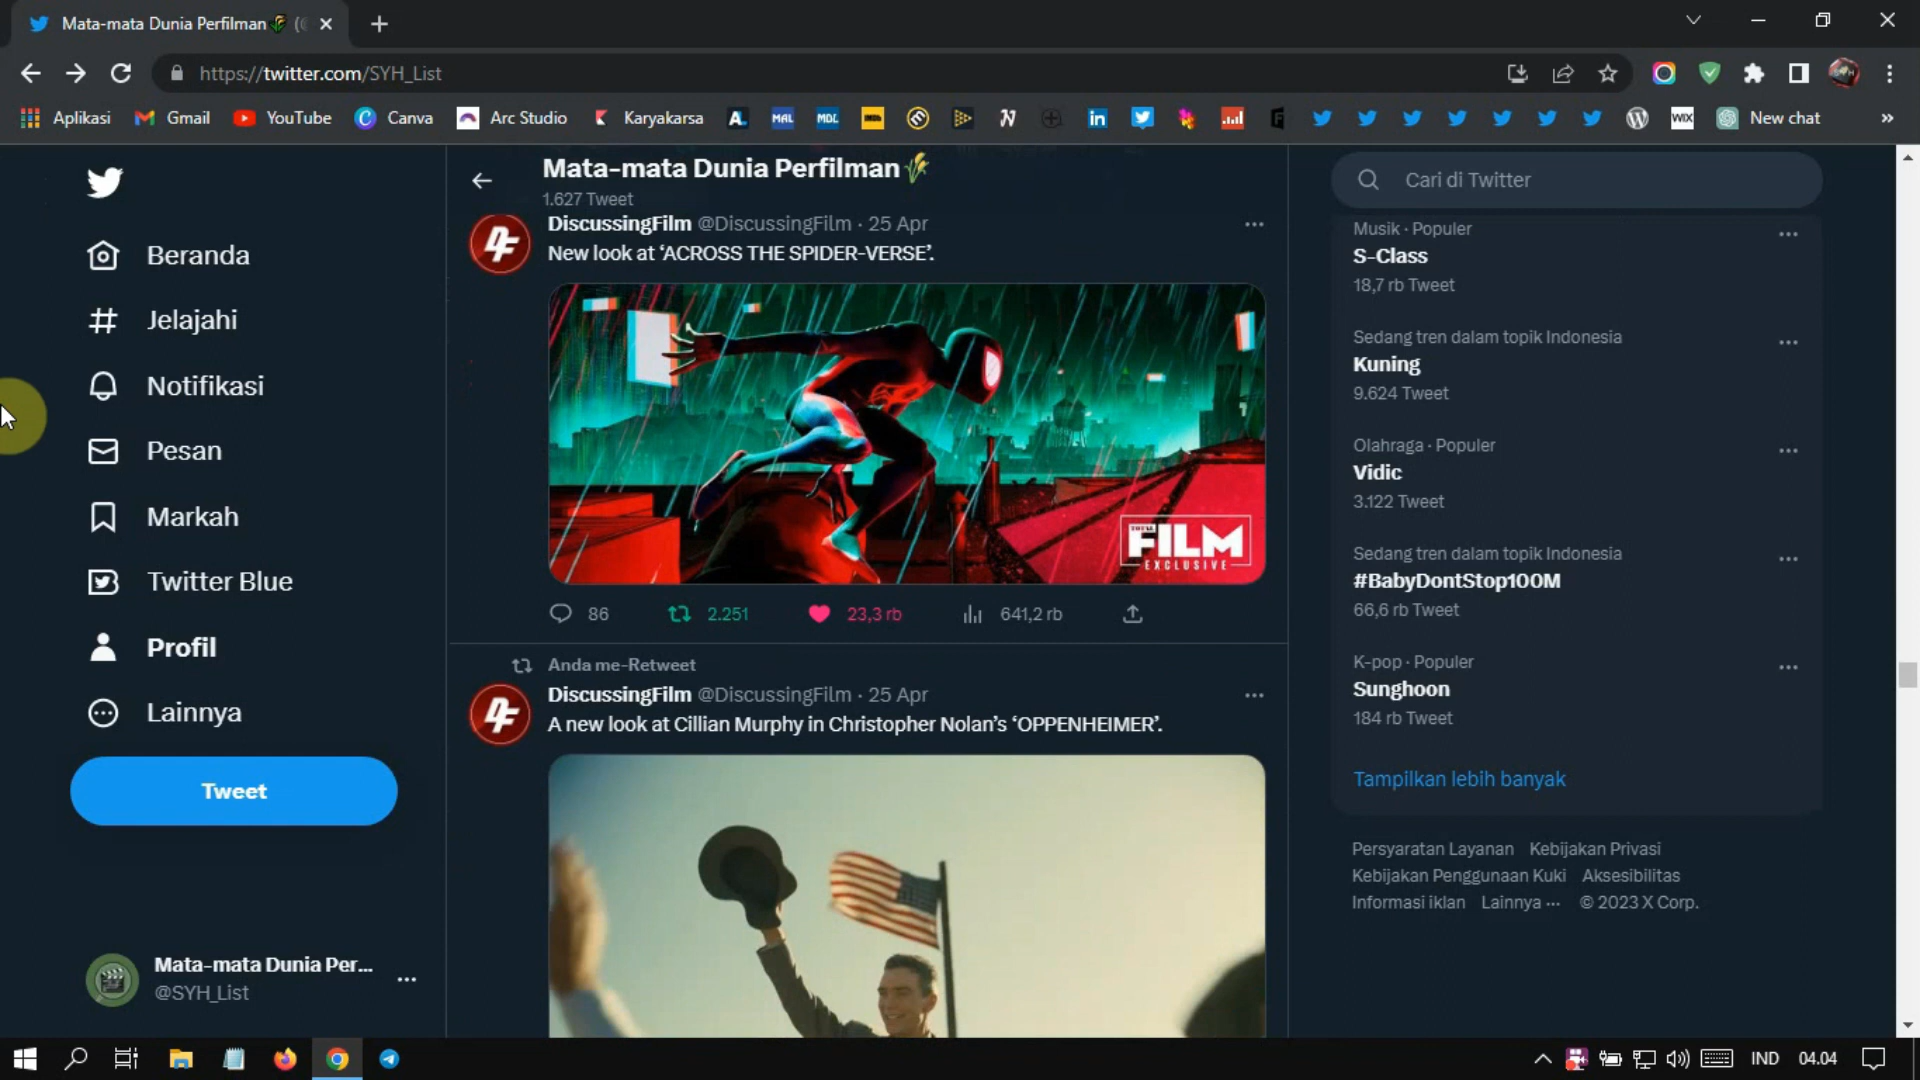 Mata-mata Dunia Perfilman🌾 (@
https://twitter.com/SYH_List
Aplikasi
Gmail
YouTube
Canva
Arc Studio
Karyakarsa
MAL
MDL
WIX
New chat
Mata-mata Dunia Perfilman🌾
1.627 Tweet
Beranda
Jelajahi
Notifikasi
Pesan
Markah
Twitter Blue
Profil
Lainnya
Tweet
Mata-mata Dunia Per...
@SYH_List
DiscussingFilm @DiscussingFilm · 25 Apr
New look at ‘ACROSS THE SPIDER-VERSE’.
FILM
EXCLUSIVE
86
2.251
23,3 rb
641,2 rb
Anda me-Retweet
DiscussingFilm @DiscussingFilm · 25 Apr
A new look at Cillian Murphy in Christopher Nolan’s ‘OPPENHEIMER’.
Cari di Twitter
Musik · Populer
S-Class
18,7 rb Tweet
Sedang tren dalam topik Indonesia
Kuning
9.624 Tweet
Olahraga · Populer
Vidic
3.122 Tweet
Sedang tren dalam topik Indonesia
#BabyDontStop100M
66,6 rb Tweet
K-pop · Populer
Sunghoon
184 rb Tweet
Tampilkan lebih banyak
Persyaratan Layanan Kebijakan Privasi
Kebijakan Penggunaan Kuki Aksesibilitas
Informasi iklan Lainnya ··· © 2023 X Corp.
IND
04.04